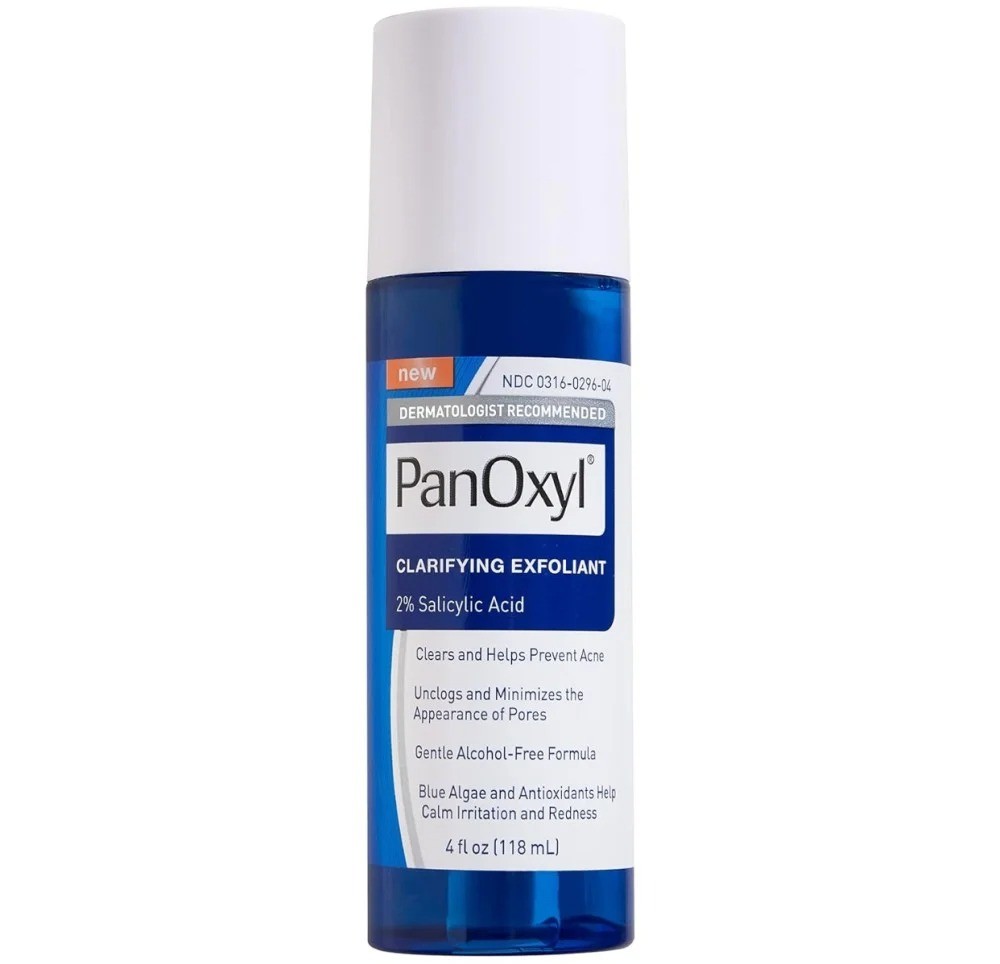 new
NDC 0316-0296-04
DERMATOLOGIST RECOMMENDED
PanOxyl®
CLARIFYING EXFOLIANT
2% Salicylic Acid
Clears and Helps Prevent Acne
Unclogs and Minimizes the
Appearance of Pores
Gentle Alcohol-Free Formula
Blue Algae and Antioxidants Help
Calm Irritation and Redness
4 fl oz (118 mL)